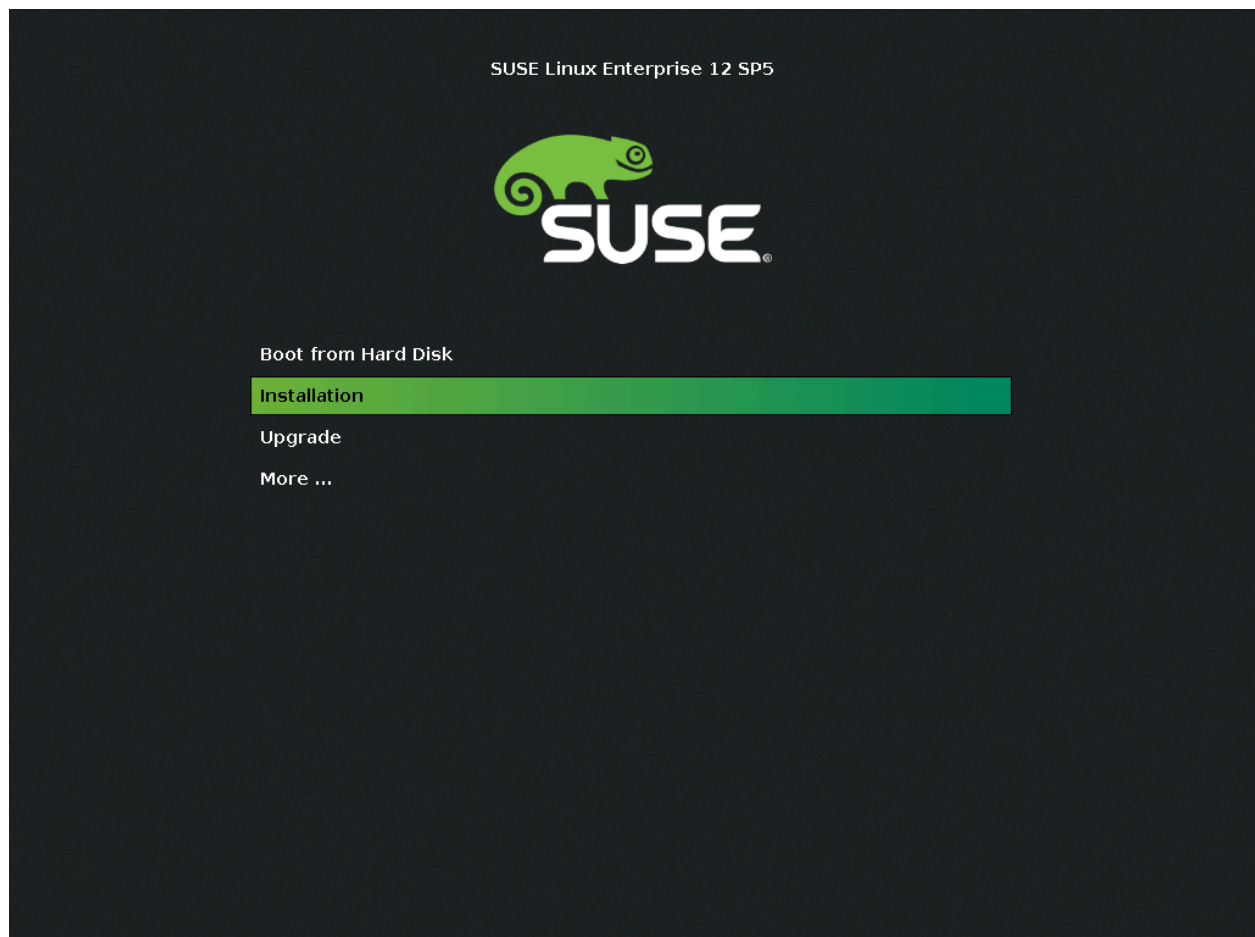 SUSE Linux Enterprise 12 SP5
SUSE®
Boot from Hard Disk
Installation
Upgrade
More ...